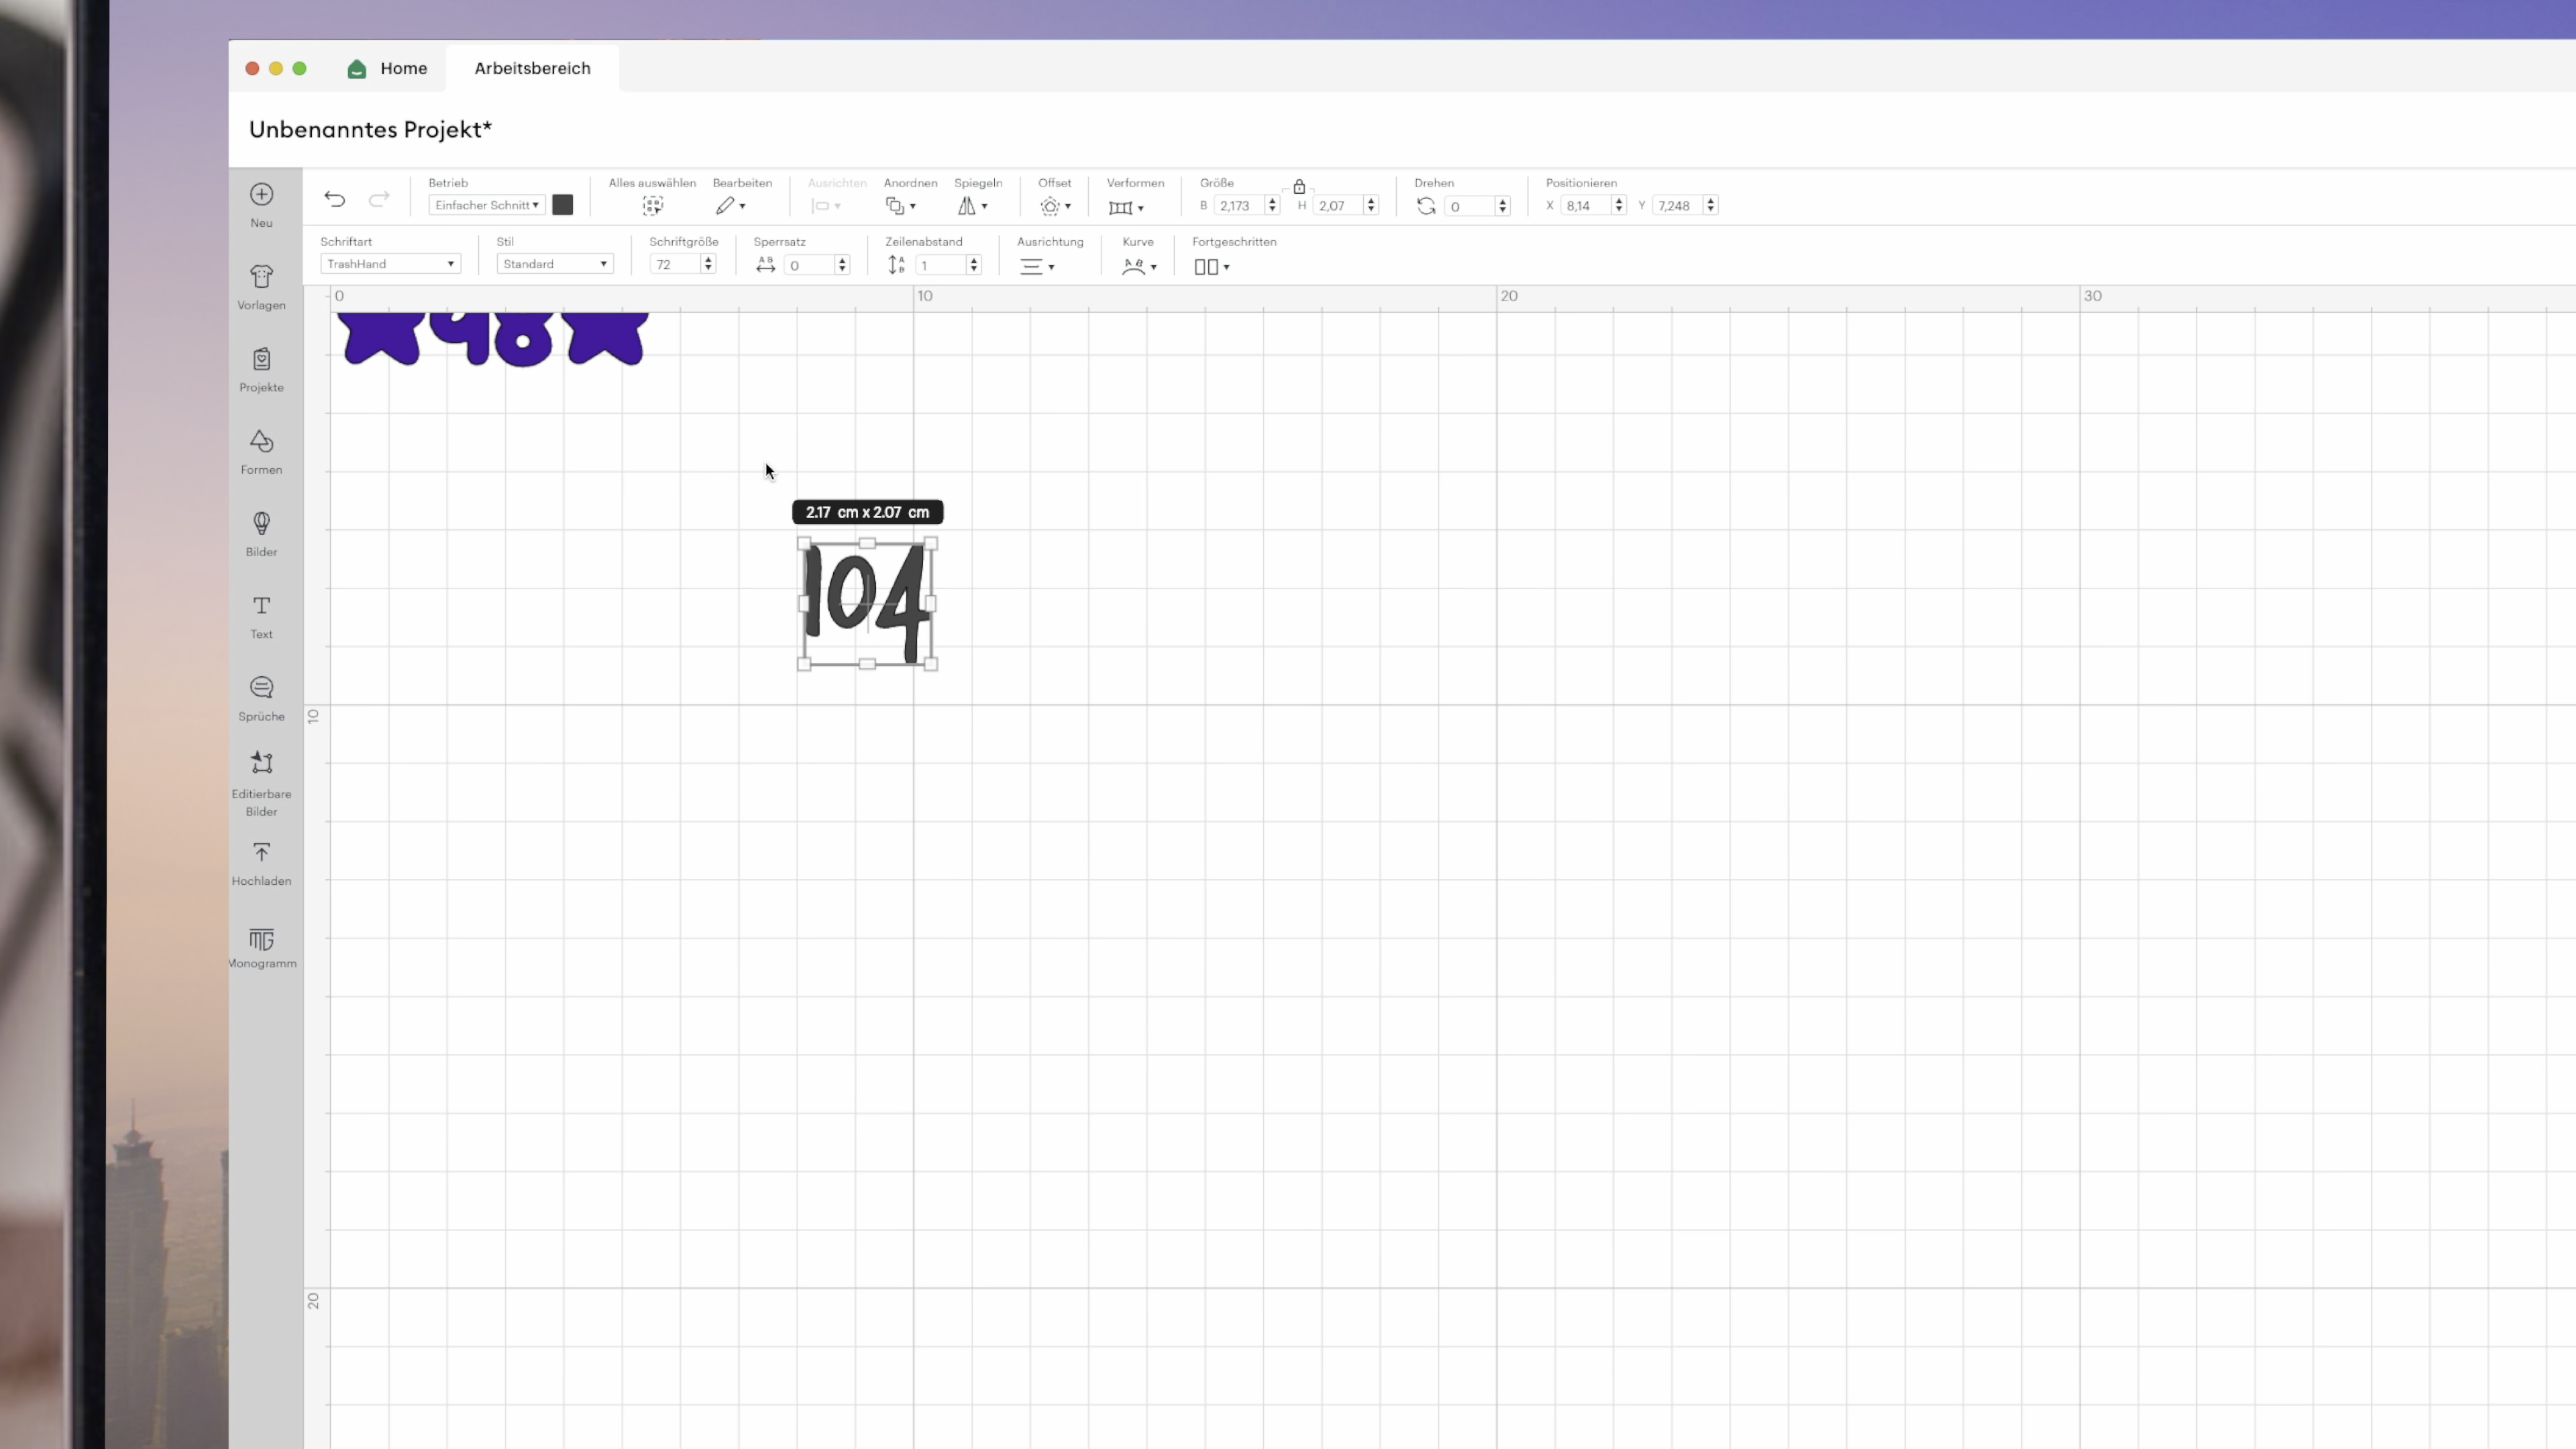 Home Arbeitsbereich
Unbenanntes Projekt*
Betrieb Alles auswählen Bearbeiten Ausrichten Anordnen Spiegeln Offset Verformen Größe Drehen Positionieren
Einfacher Schnitt B 2,173 H 2,07 0 X 8,14 Y 7,248
Schriftart Stil Schriftgröße Sperrsatz Zeilenabstand Ausrichtung Kurve Fortgeschritten
TrashHand Standard 72 0 1
0 10 20 30
98
2.17 cm x 2.07 cm
104
10
20
Neu
Vorlagen
Projekte
Formen
Bilder
Text
Sprüche
Editierbare
Bilder
Hochladen
Monogramm